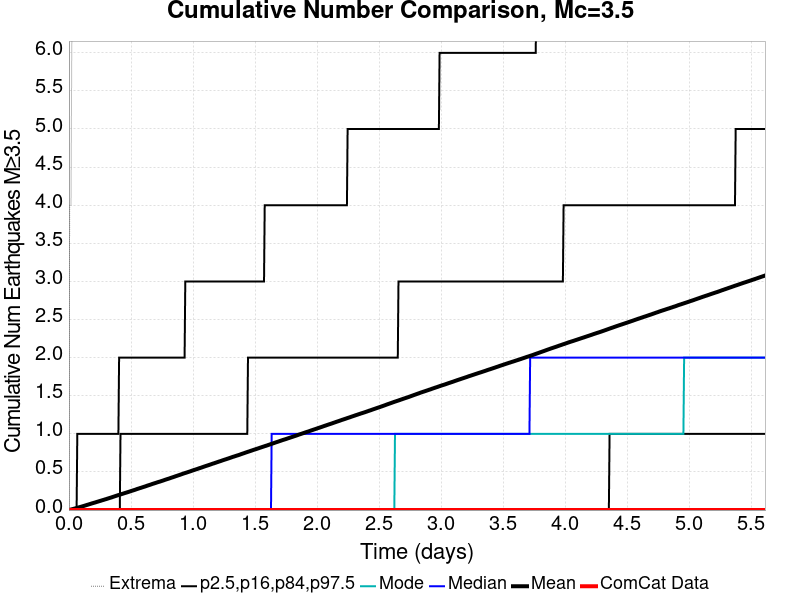 Cumulative Number Comparison, Mc=3.5
Cumulative Num Earthquakes M≥3.5
6.0
5.5
5.0
4.5
4.0
3.5
3.0
2.5
2.0
1.5
1.0
0.5
0.0
0.0 0.5 1.0 1.5 2.0 2.5 3.0 3.5 4.0 4.5 5.0 5.5
Time (days)
Extrema p2.5,p16,p84,p97.5 Mode Median Mean ComCat Data